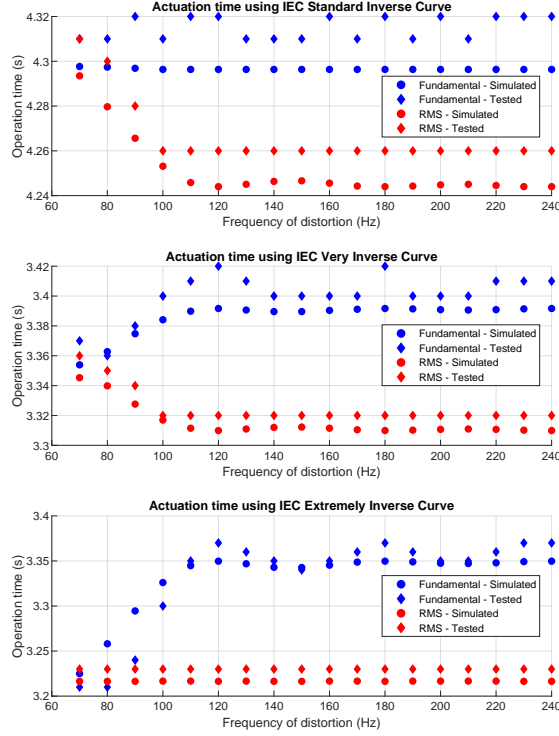 Actuation time using IEC Standard Inverse Curve
4.32
4.3
4.28
4.26
4.24
Operation time (s)
Fundamental - Simulated
Fundamental - Tested
RMS - Simulated
RMS - Tested
60 80 100 120 140 160 180 200 220 240
Frequency of distortion (Hz)
Actuation time using IEC Very Inverse Curve
3.42
3.4
3.38
3.36
3.34
3.32
3.3
Operation time (s)
Fundamental - Simulated
Fundamental - Tested
RMS - Simulated
RMS - Tested
60 80 100 120 140 160 180 200 220 240
Frequency of distortion (Hz)
Actuation time using IEC Extremely Inverse Curve
3.4
3.35
3.3
3.25
3.2
Operation time (s)
Fundamental - Simulated
Fundamental - Tested
RMS - Simulated
RMS - Tested
60 80 100 120 140 160 180 200 220 240
Frequency of distortion (Hz)